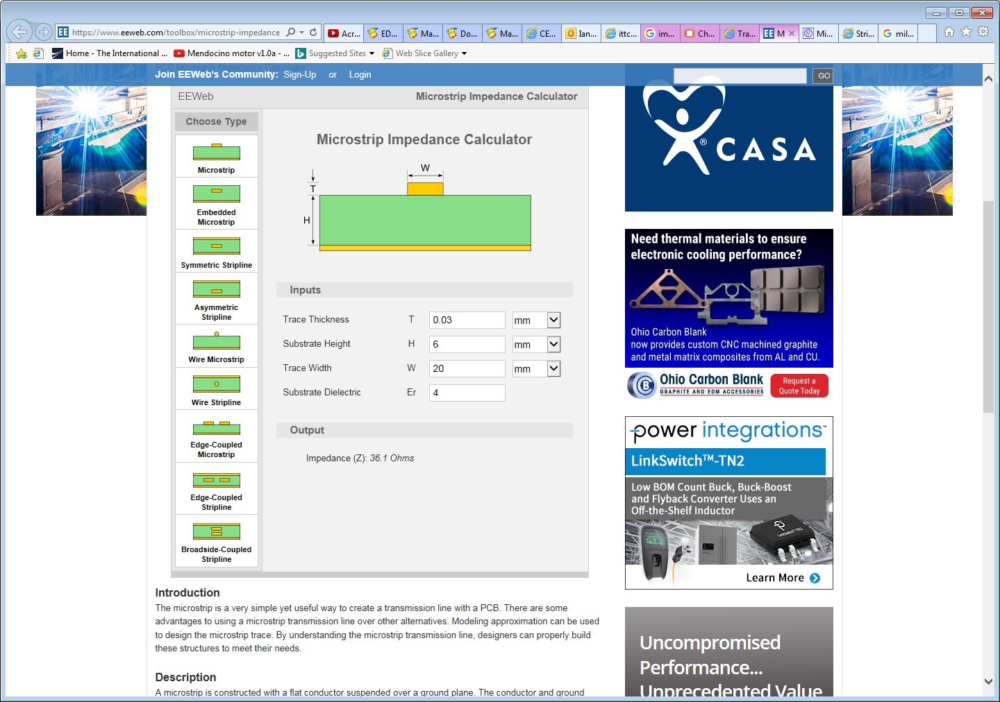 https://www.eeweb.com/toolbox/microstrip-impedance
Acr...
ED...
Ma...
Do...
Ma...
CE...
Ian...
ittc...
im...
Ch...
Tra...
M
Mi...
Stri...
mil...
Home - The International ...
Mendocino motor v1.0a - ...
Suggested Sites
Web Slice Gallery
Join EEWeb's Community: Sign-Up or Login
GO
EEWeb
Microstrip Impedance Calculator
Choose Type
Microstrip
Embedded
Microstrip
Symmetric Stripline
Asymmetric
Stripline
Wire Microstrip
Wire Stripline
Edge-Coupled
Microstrip
Edge-Coupled
Stripline
Broadside-Coupled
Stripline
Microstrip Impedance Calculator
W
T
H
Inputs
Trace Thickness T 0.03 mm
Substrate Height H 6 mm
Trace Width W 20 mm
Substrate Dielectric Er 4
Output
Impedance (Z): 36.1 Ohms
Introduction
The microstrip is a very simple yet useful way to create a transmission line with a PCB. There are some
advantages to using a microstrip transmission line over other alternatives. Modeling approximation can be used
to design the microstrip trace. By understanding the microstrip transmission line, designers can properly build
these structures to meet their needs.
Description
A microstrip is constructed with a flat conductor suspended over a ground plane. The conductor and ground
® CASA
Need thermal materials to ensure
electronic cooling performance?
Ohio Carbon Blank
now provides custom CNC machined graphite
and metal matrix composites from AL and CU.
Ohio Carbon Blank
GRAPHITE AND EDM ACCESSORIES
Request a
Quote Today
power integrations™
LinkSwitch™-TN2
Low BOM Count Buck, Buck-Boost
and Flyback Converter Uses an
Off-the-Shelf Inductor
LinkSwitch-TN2
Learn More
Uncompromised
Performance...
Unprecedented Value